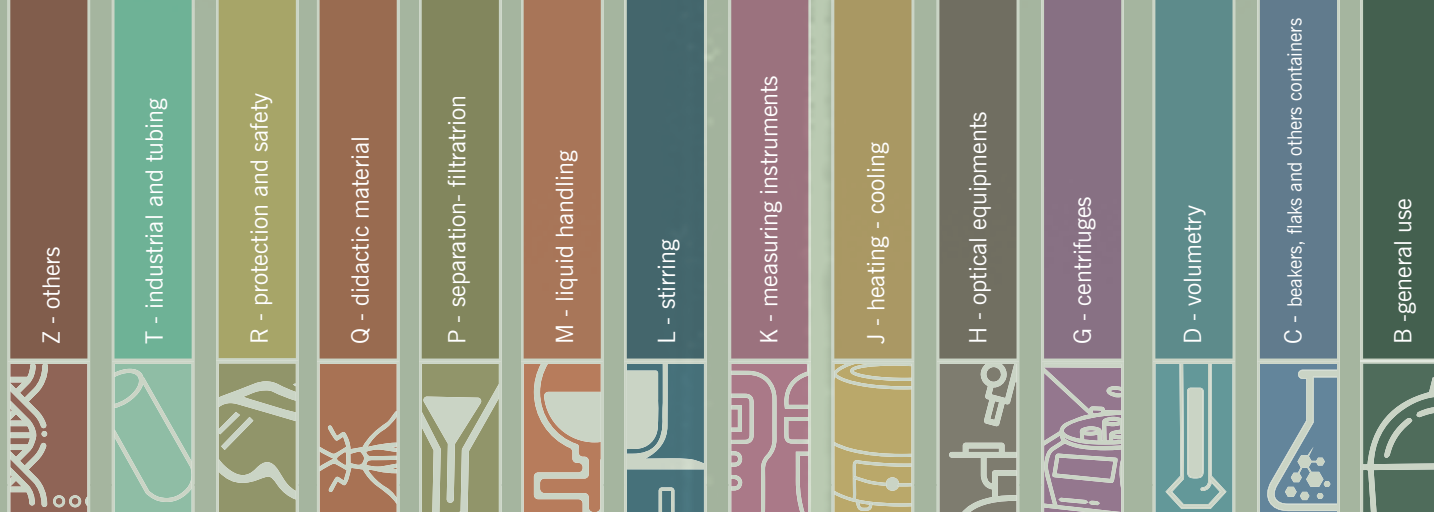 Z - others
T - industrial and tubing
R - protection and safety
Q - didactic material
P - separation- filtratrion
M - liquid handling
L - stirring
K - measuring instruments
J - heating - cooling
H - optical equipments
G - centrifuges
D - volumetry
C - beakers, flaks and others containers
B -general use